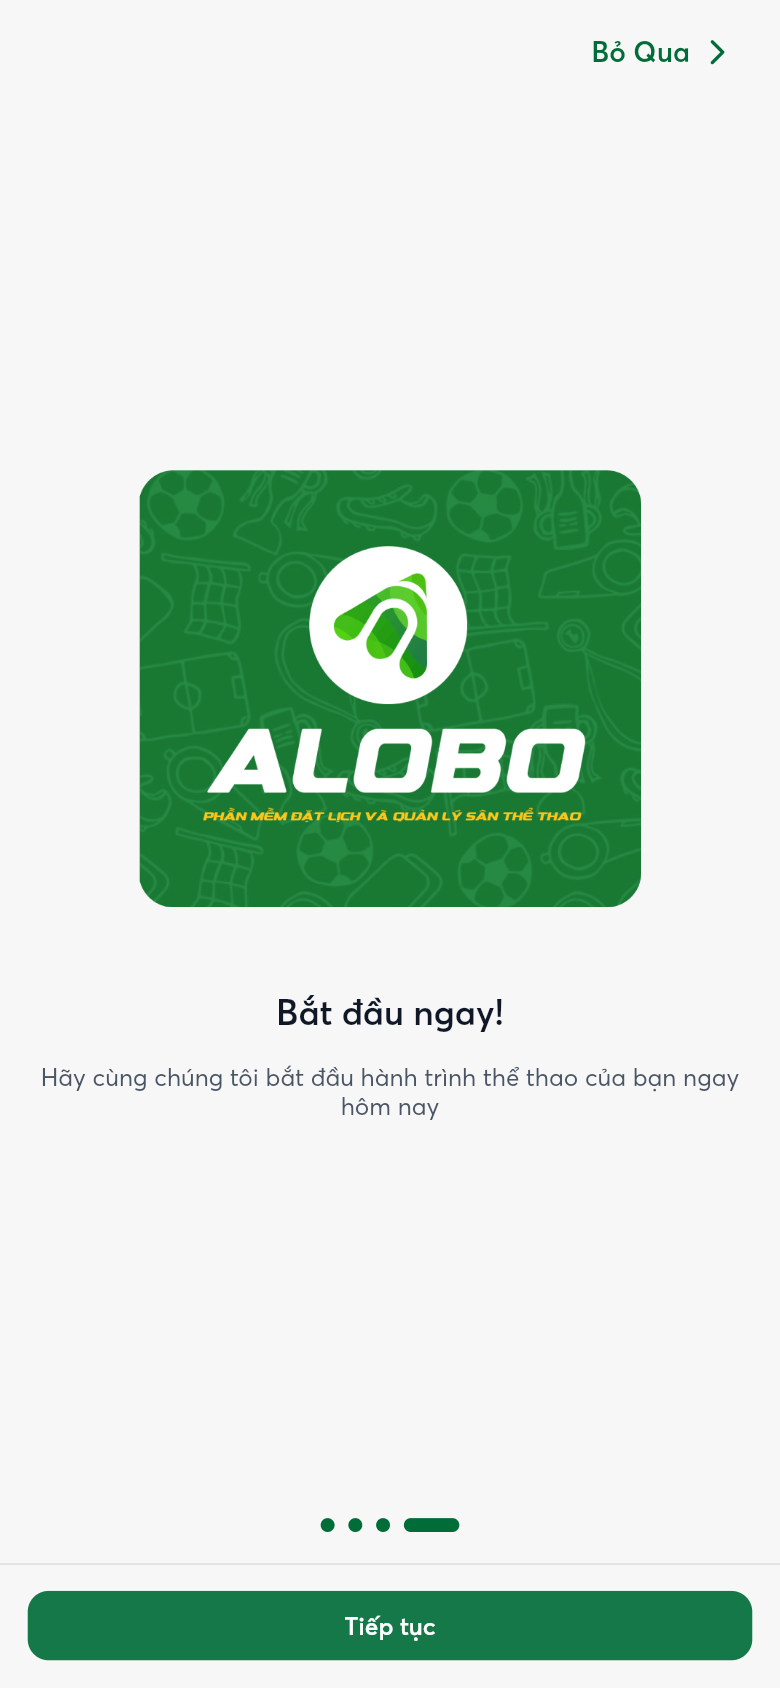 Bỏ Qua
ALOBO
PHẦN MỀM ĐẶT LỊCH VÀ QUẢN LÝ SÂN THỂ THAO
Bắt đầu ngay!
Hãy cùng chúng tôi bắt đầu hành trình thể thao của bạn ngay
hôm nay
Tiếp tục